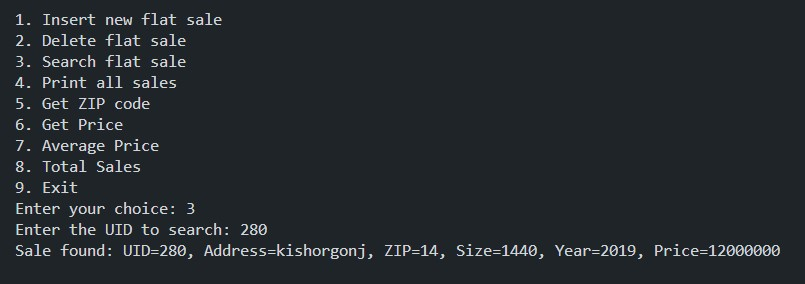 1. Insert new flat sale
2. Delete flat sale
3. Search flat sale
4. Print all sales
5. Get ZIP code
6. Get Price
7. Average Price
8. Total Sales
9. Exit
Enter your choice: 3
Enter the UID to search: 280
Sale found: UID=280, Address=kishorgonj, ZIP=14, Size=1440, Year=2019, Price=12000000